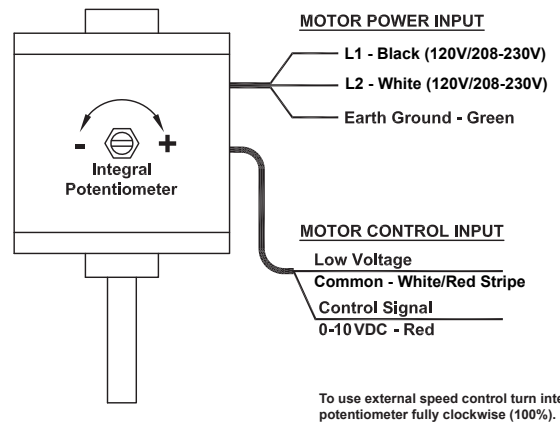 MOTOR POWER INPUT
L1 - Black (120V/208-230V)
L2 - White (120V/208-230V)
Earth Ground - Green
- +
Integral
Potentiometer
MOTOR CONTROL INPUT
Low Voltage
Common - White/Red Stripe
Control Signal
0-10 VDC - Red
To use external speed control turn
potentiometer fully clockwise (100%).